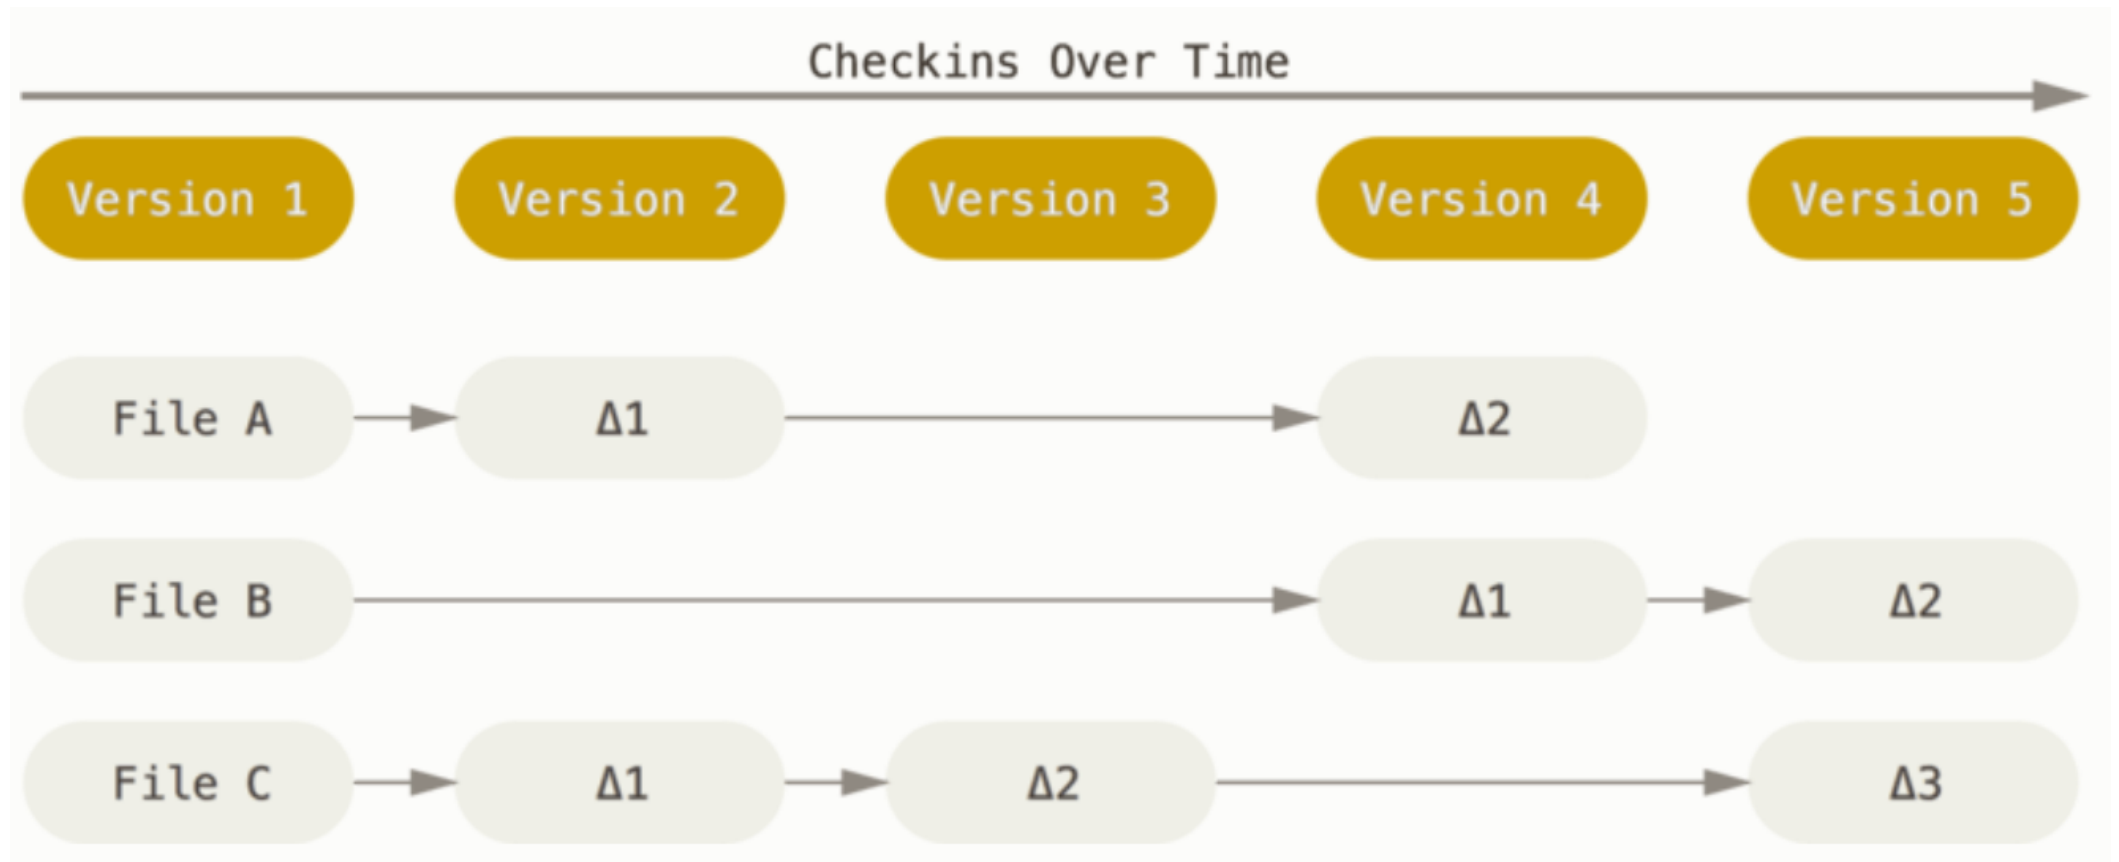 Checkins Over Time
Version 1 Version 2 Version 3 Version 4 Version 5
File A Δ1 Δ2
File B Δ1 Δ2
File C Δ1 Δ2 Δ3